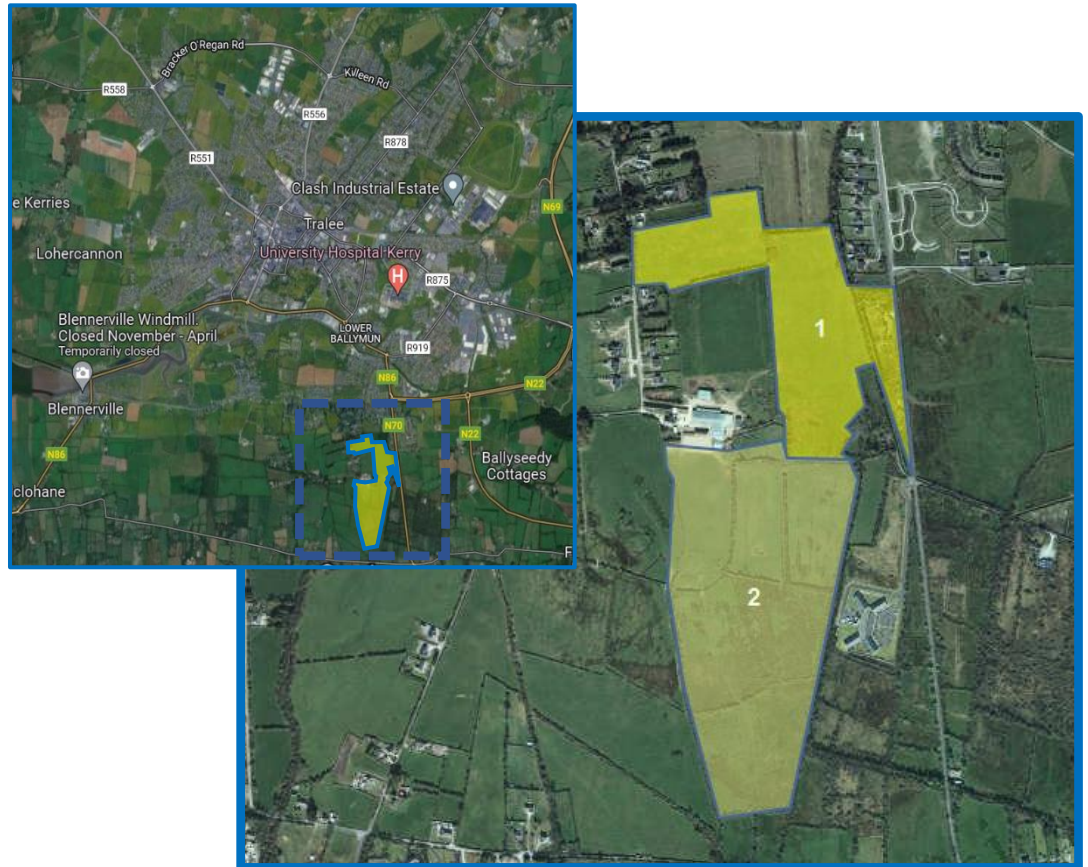 Bracker O'Regan Rd
Killeen Rd
R558
R556
R878
R551
Clash Industrial Estate
N69
e Kerries
Tralee
Lohercannon
University Hospital Kerry
H
R875
Blennerville Windmill.
Closed November - April
Temporarily closed
LOWER
BALLYMUN
R919
N86
N22
Blennerville
N70
N86
N22
Ballyseedy
Cottages
clohane
F
1
2